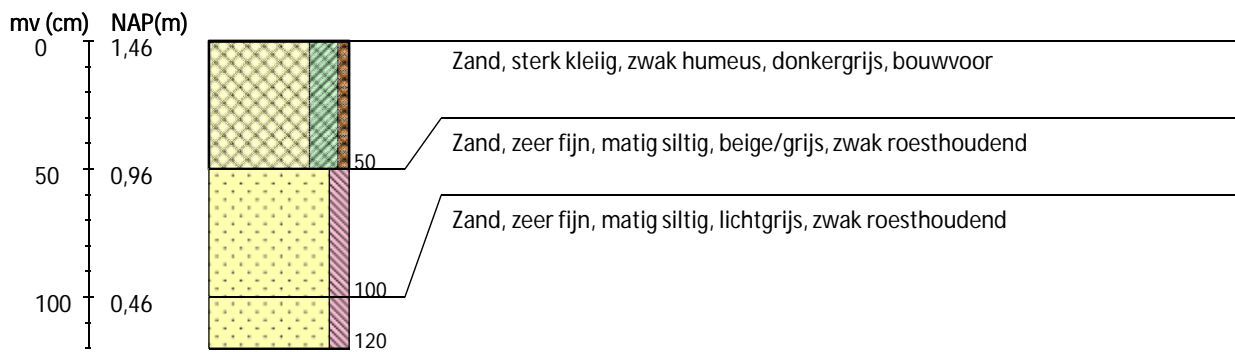 mv (cm) NAP(m)
0 1,46 Zand, sterk kleiig, zwak humeus, donkergrijs, bouwvoor
Zand, zeer fijn, matig siltig, beige/grijs, zwak roesthoudend
50
50 0,96
Zand, zeer fijn, matig siltig, lichtgrijs, zwak roesthoudend
100
100 0,46
120